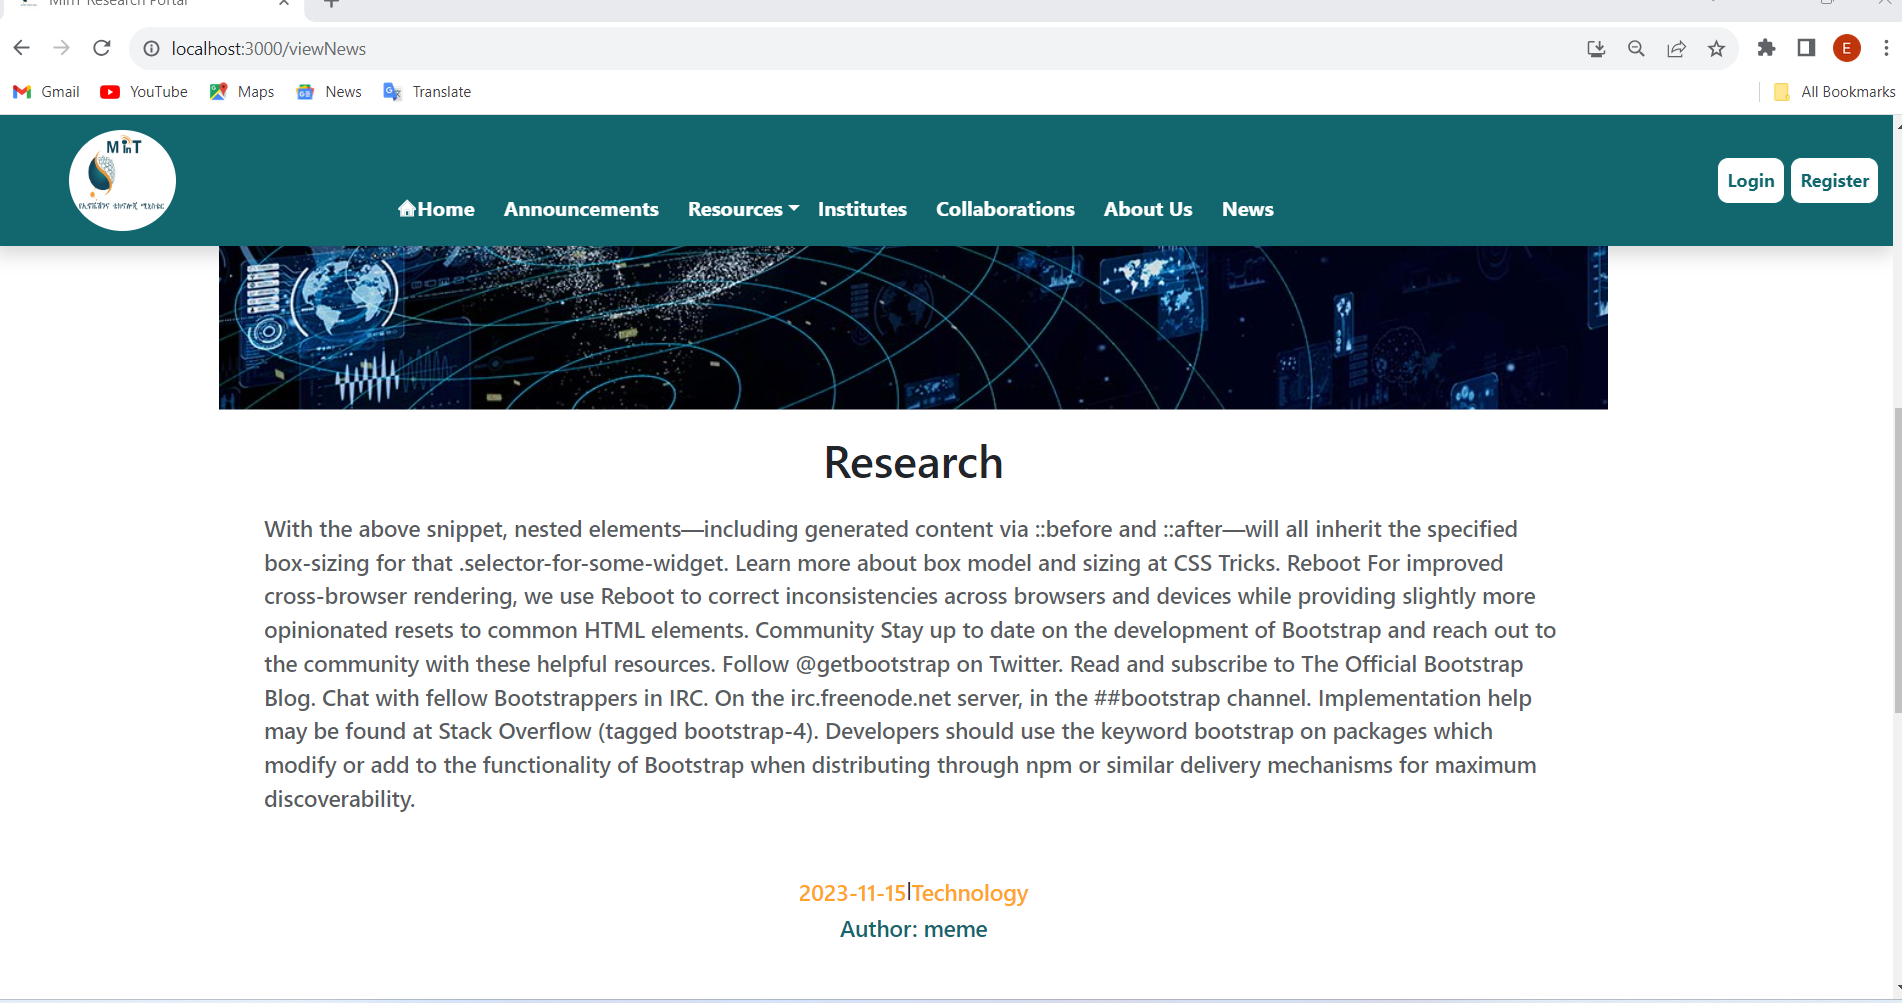 MinT Research Portal
localhost:3000/viewNews
E
Gmail YouTube Maps News Translate All Bookmarks
MinT
የኢኖቬሽንና ቴክኖሎጂ ሚኒስቴር
Home Announcements Resources Institutes Collaborations About Us News
Login Register
Research
With the above snippet, nested elements—including generated content via ::before and ::after—will all inherit the specified
box-sizing for that .selector-for-some-widget. Learn more about box model and sizing at CSS Tricks. Reboot For improved
cross-browser rendering, we use Reboot to correct inconsistencies across browsers and devices while providing slightly more
opinionated resets to common HTML elements. Community Stay up to date on the development of Bootstrap and reach out to
the community with these helpful resources. Follow @getbootstrap on Twitter. Read and subscribe to The Official Bootstrap
Blog. Chat with fellow Bootstrappers in IRC. On the irc.freenode.net server, in the ##bootstrap channel. Implementation help
may be found at Stack Overflow (tagged bootstrap-4). Developers should use the keyword bootstrap on packages which
modify or add to the functionality of Bootstrap when distributing through npm or similar delivery mechanisms for maximum
discoverability.
2023-11-15|Technology
Author: meme